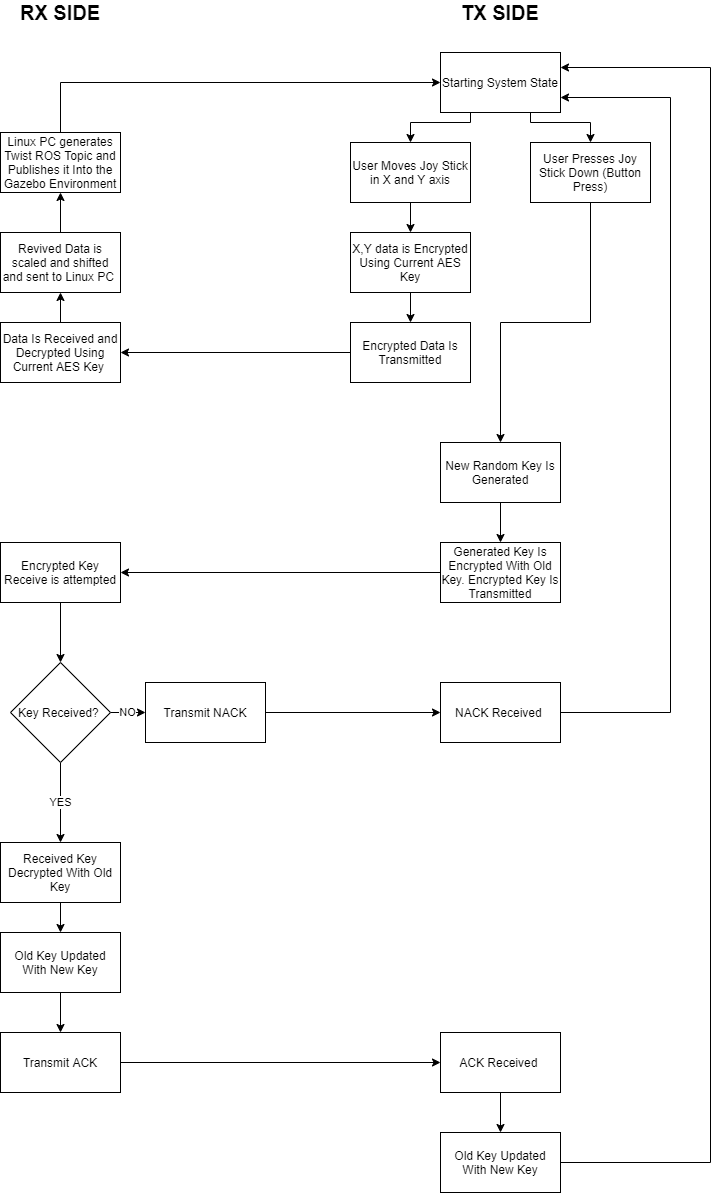 RX SIDE
TX SIDE
Starting System State
Linux PC generates
Twist ROS Topic and
Publishes it Into the
Gazebo Environment
User Moves Joy Stick
in X and Y axis
User Presses Joy
Stick Down (Button
Press)
Revived Data is
scaled and shifted
and sent to Linux PC
X,Y data is Encrypted
Using Current AES
Key
Data Is Received and
Decrypted Using
Current AES Key
Encrypted Data Is
Transmitted
New Random Key Is
Generated
Encrypted Key
Receive is attempted
Generated Key Is
Encrypted With Old
Key. Encrypted Key Is
Transmitted
Key Received?
NO
Transmit NACK
NACK Received
YES
Received Key
Decrypted With Old
Key
Old Key Updated
With New Key
Transmit ACK
ACK Received
Old Key Updated
With New Key